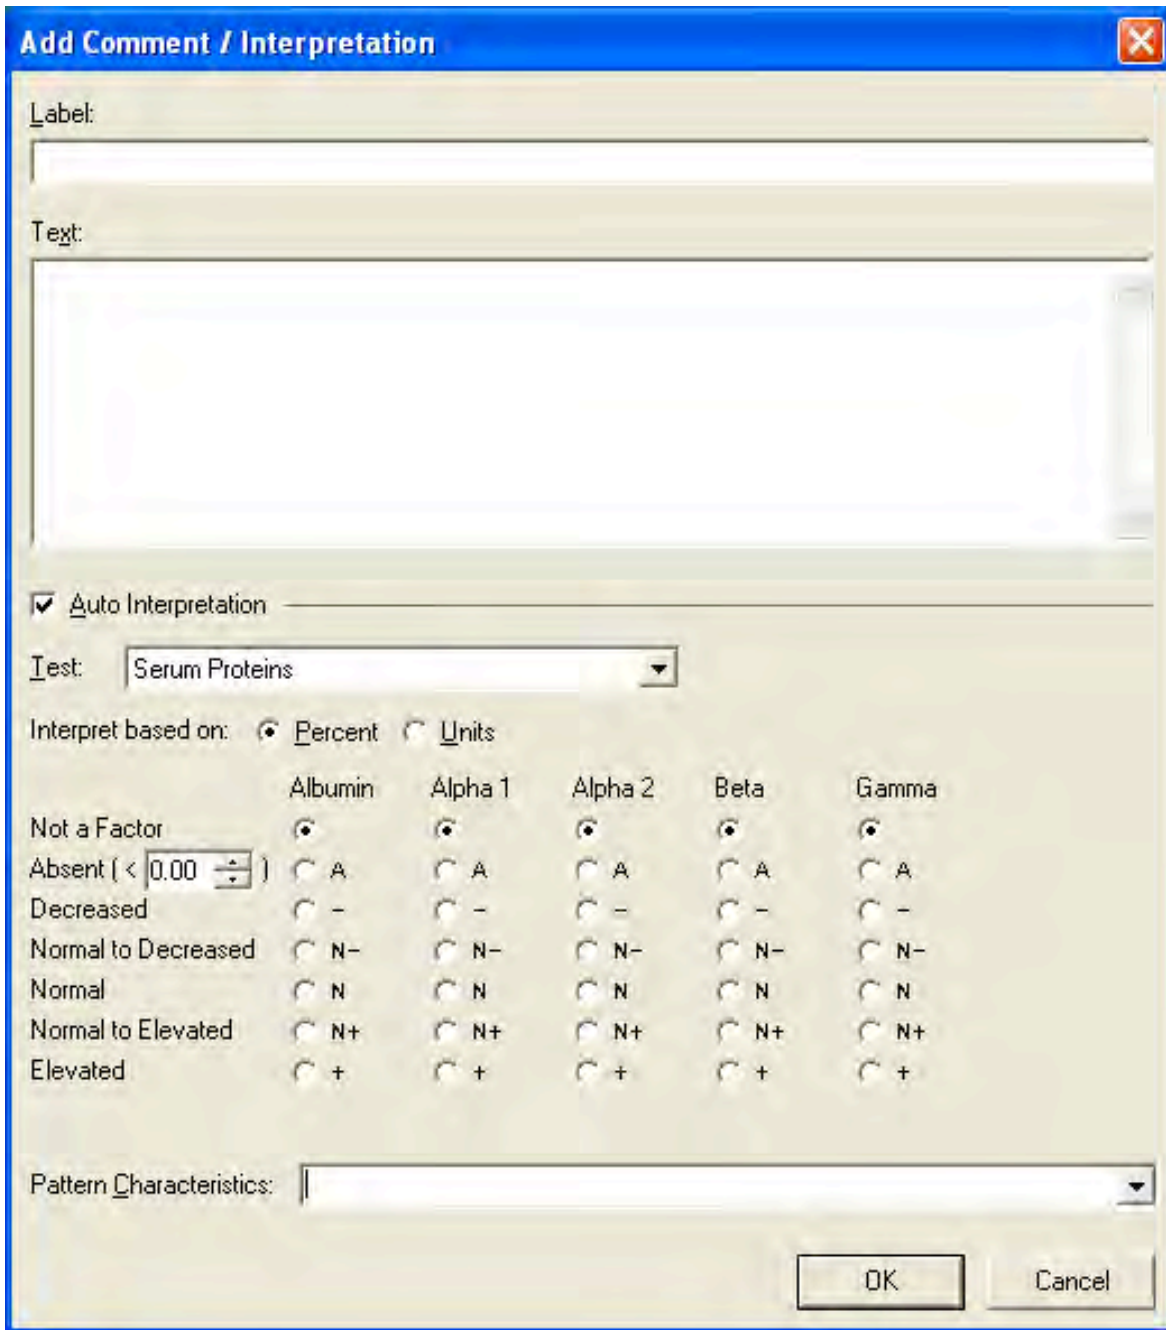 Add Comment / Interpretation
Label:
Text:
Auto Interpretation
Test: Serum Proteins
Interpret based on: Percent Units
Albumin Alpha 1 Alpha 2 Beta Gamma
Not a Factor
Absent ( < 0.00 ) A A A A A
Decreased - - - - -
Normal to Decreased N- N- N- N- N-
Normal N N N N N
Normal to Elevated N+ N+ N+ N+ N+
Elevated + + + + +
Pattern Characteristics:
OK Cancel